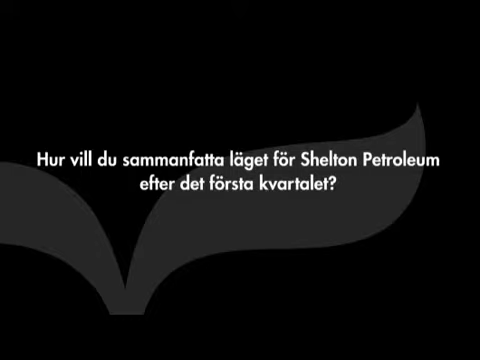 Hur vill du sammanfatta läget för Shelton Petroleum
efter det första kvartalet?